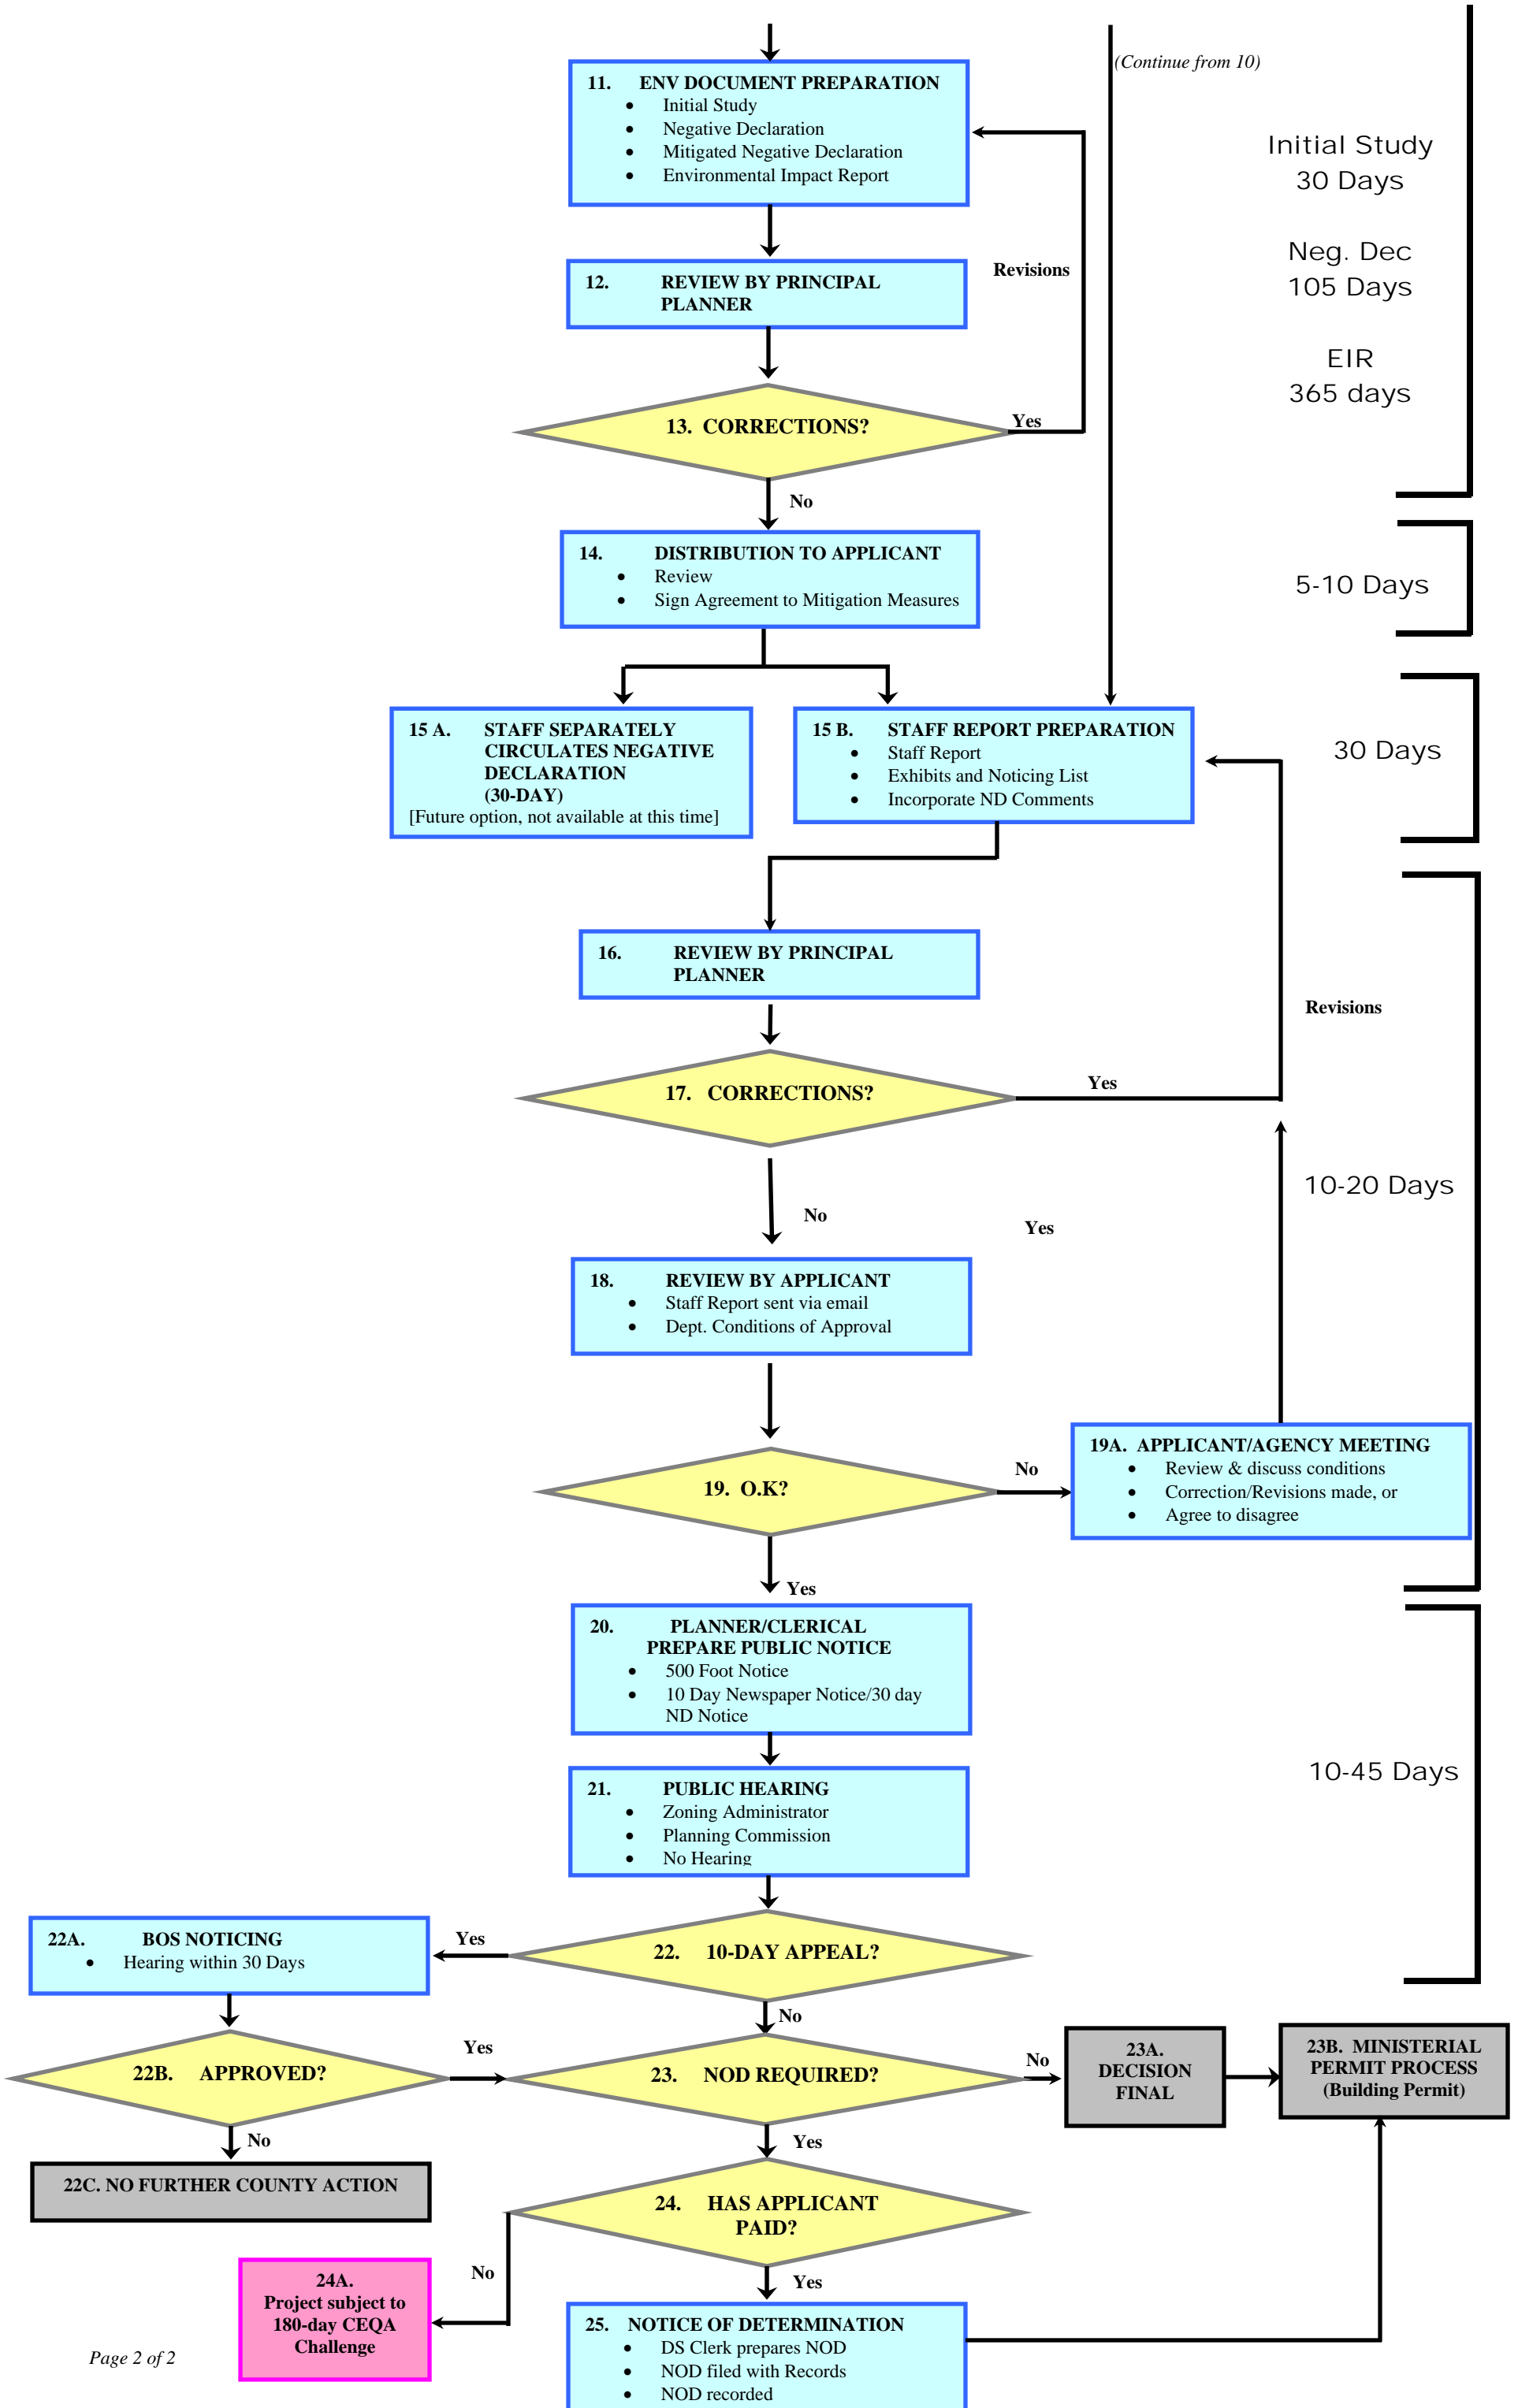 (Continue from 10)
11. ENV DOCUMENT PREPARATION
• Initial Study
• Negative Declaration
• Mitigated Negative Declaration
• Environmental Impact Report
Initial Study
30 Days
Neg. Dec
105 Days
EIR
365 days
Revisions
12. REVIEW BY PRINCIPAL
PLANNER
13. CORRECTIONS?
Yes
No
14. DISTRIBUTION TO APPLICANT
• Review
• Sign Agreement to Mitigation Measures
5-10 Days
15 A. STAFF SEPARATELY
CIRCULATES NEGATIVE
DECLARATION
(30-DAY)
[Future option, not available at this time]
15 B. STAFF REPORT PREPARATION
• Staff Report
• Exhibits and Noticing List
• Incorporate ND Comments
30 Days
16. REVIEW BY PRINCIPAL
PLANNER
Revisions
17. CORRECTIONS?
Yes
10-20 Days
No
Yes
18. REVIEW BY APPLICANT
• Staff Report sent via email
• Dept. Conditions of Approval
19. O.K?
No
19A. APPLICANT/AGENCY MEETING
• Review & discuss conditions
• Correction/Revisions made, or
• Agree to disagree
Yes
20. PLANNER/CLERICAL
PREPARE PUBLIC NOTICE
• 500 Foot Notice
• 10 Day Newspaper Notice/30 day
ND Notice
21. PUBLIC HEARING
• Zoning Administrator
• Planning Commission
• No Hearing
10-45 Days
22. 10-DAY APPEAL?
Yes
22A. BOS NOTICING
• Hearing within 30 Days
No
22B. APPROVED?
Yes
23. NOD REQUIRED?
No
23A.
DECISION
FINAL
23B. MINISTERIAL
PERMIT PROCESS
(Building Permit)
No
22C. NO FURTHER COUNTY ACTION
Yes
24. HAS APPLICANT
PAID?
No
24A.
Project subject to
180-day CEQA
Challenge
Yes
25. NOTICE OF DETERMINATION
• DS Clerk prepares NOD
• NOD filed with Records
• NOD recorded
Page 2 of 2